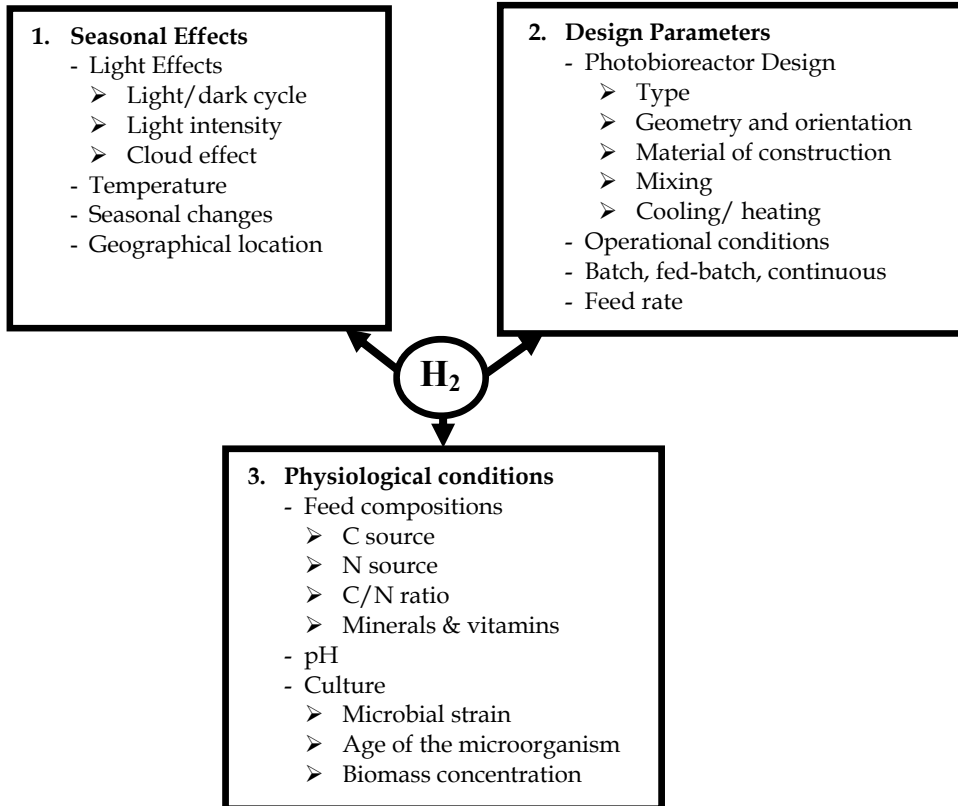 1. Seasonal Effects
- Light Effects
➢ Light/dark cycle
➢ Light intensity
➢ Cloud effect
- Temperature
- Seasonal changes
- Geographical location
2. Design Parameters
- Photobioreactor Design
➢ Type
➢ Geometry and orientation
➢ Material of construction
➢ Mixing
➢ Cooling/ heating
- Operational conditions
- Batch, fed-batch, continuous
- Feed rate
H₂
3. Physiological conditions
- Feed compositions
➢ C source
➢ N source
➢ C/N ratio
➢ Minerals & vitamins
- pH
- Culture
➢ Microbial strain
➢ Age of the microorganism
➢ Biomass concentration